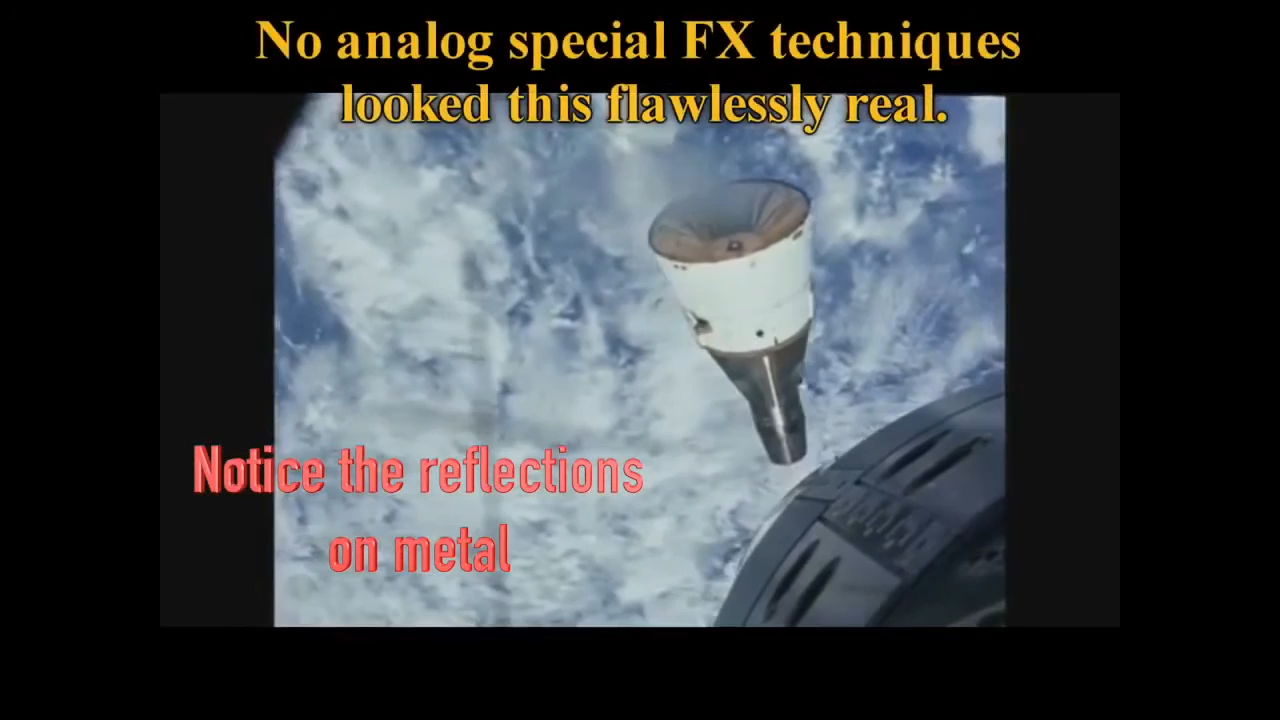 No analog special FX techniques
looked this flawlessly real.
Notice the reflections
on metal